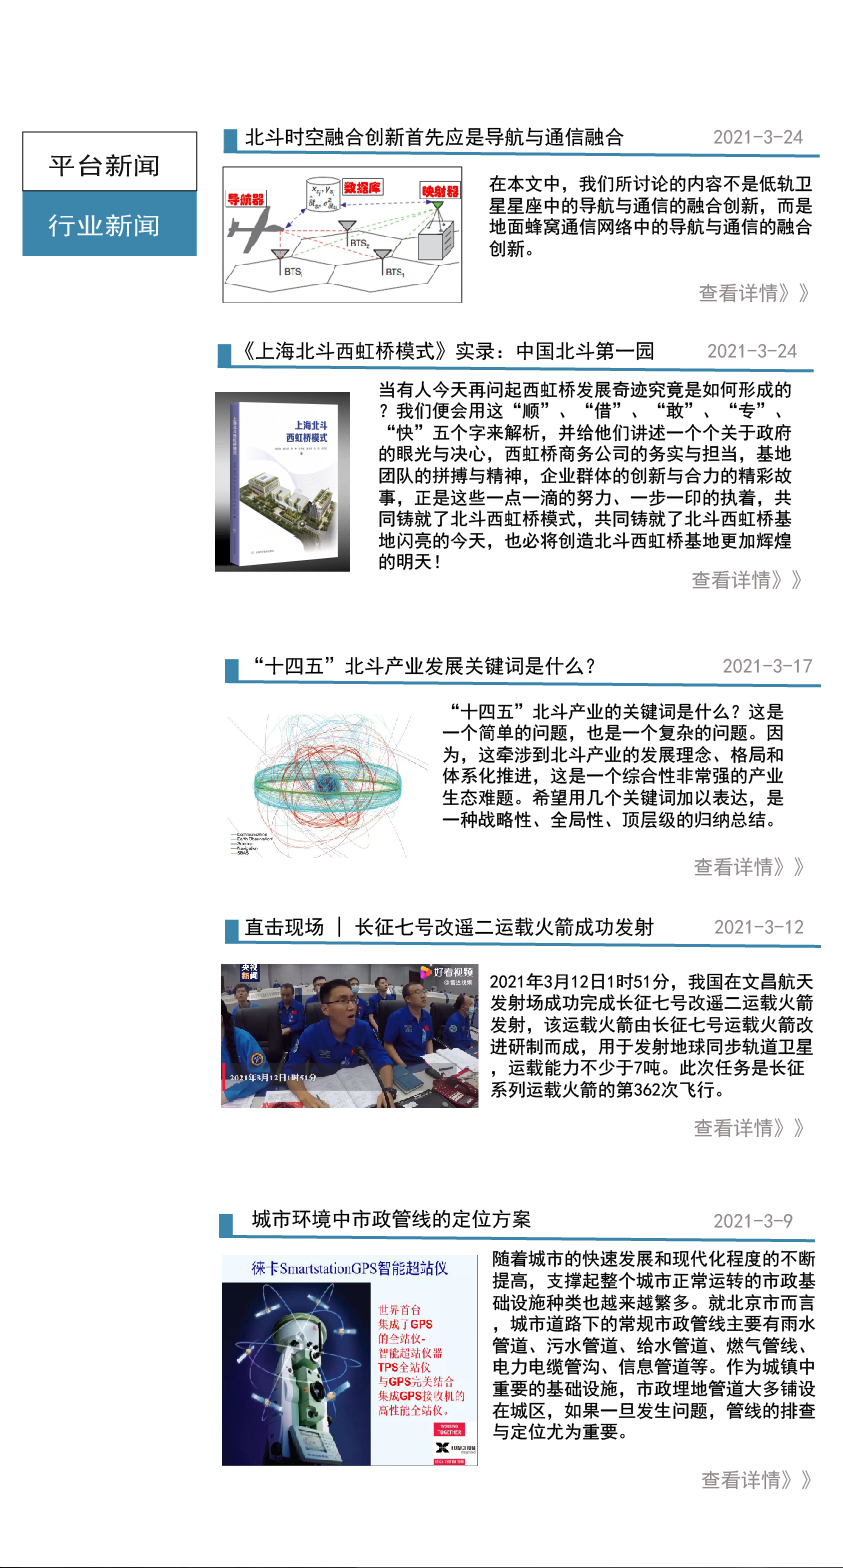 平台新闻
行业新闻
北斗时空融合创新首先应是导航与通信融合
2021-3-24
导航器
数据库
映射器
BTS₂
BTSᵢ
BTS₁
在本文中，我们所讨论的内容不是低轨卫
星星座中的导航与通信的融合创新，而是
地面蜂窝通信网络中的导航与通信的融合
创新。
查看详情》》
《上海北斗西虹桥模式》实录：中国北斗第一园
2021-3-24
上海北斗
西虹桥模式
当有人今天再问起西虹桥发展奇迹究竟是如何形成的
？我们便会用这“顺”、“借”、“敢”、“专”、
“快”五个字来解析，并给他们讲述一个个关于政府
的眼光与决心，西虹桥商务公司的务实与担当，基地
团队的拼搏与精神，企业群体的创新与合力的精彩故
事，正是这些一点一滴的努力、一步一印的执着，共
同铸就了北斗西虹桥模式，共同铸就了北斗西虹桥基
地闪亮的今天，也必将创造北斗西虹桥基地更加辉煌
的明天！
查看详情》》
“十四五”北斗产业发展关键词是什么？
2021-3-17
Communication
Earth Observation
Science
Navigation
SBAS
“十四五”北斗产业的关键词是什么？这是
一个简单的问题，也是一个复杂的问题。因
为，这牵涉到北斗产业的发展理念、格局和
体系化推进，这是一个综合性非常强的产业
生态难题。希望用几个关键词加以表达，是
一种战略性、全局性、顶层级的归纳总结。
查看详情》》
直击现场 | 长征七号改遥二运载火箭成功发射
2021-3-12
央视
新闻
好看视频
2021年3月12日1时51分
2021年3月12日1时51分，我国在文昌航天
发射场成功完成长征七号改遥二运载火箭
发射，该运载火箭由长征七号运载火箭改
进研制而成，用于发射地球同步轨道卫星
，运载能力不少于7吨。此次任务是长征
系列运载火箭的第362次飞行。
查看详情》》
城市环境中市政管线的定位方案
2021-3-9
徕卡SmartstationGPS智能超站仪
世界首台
集成了GPS
的全站仪-
智能超站仪器
TPS全站仪
与GPS完美结合
集成GPS接收机的
高性能全站仪。
WORKING
TOGETHER
随着城市的快速发展和现代化程度的不断
提高，支撑起整个城市正常运转的市政基
础设施种类也越来越繁多。就北京市而言
，城市道路下的常规市政管线主要有雨水
管道、污水管道、给水管道、燃气管线、
电力电缆管沟、信息管道等。作为城镇中
重要的基础设施，市政埋地管道大多铺设
在城区，如果一旦发生问题，管线的排查
与定位尤为重要。
查看详情》》